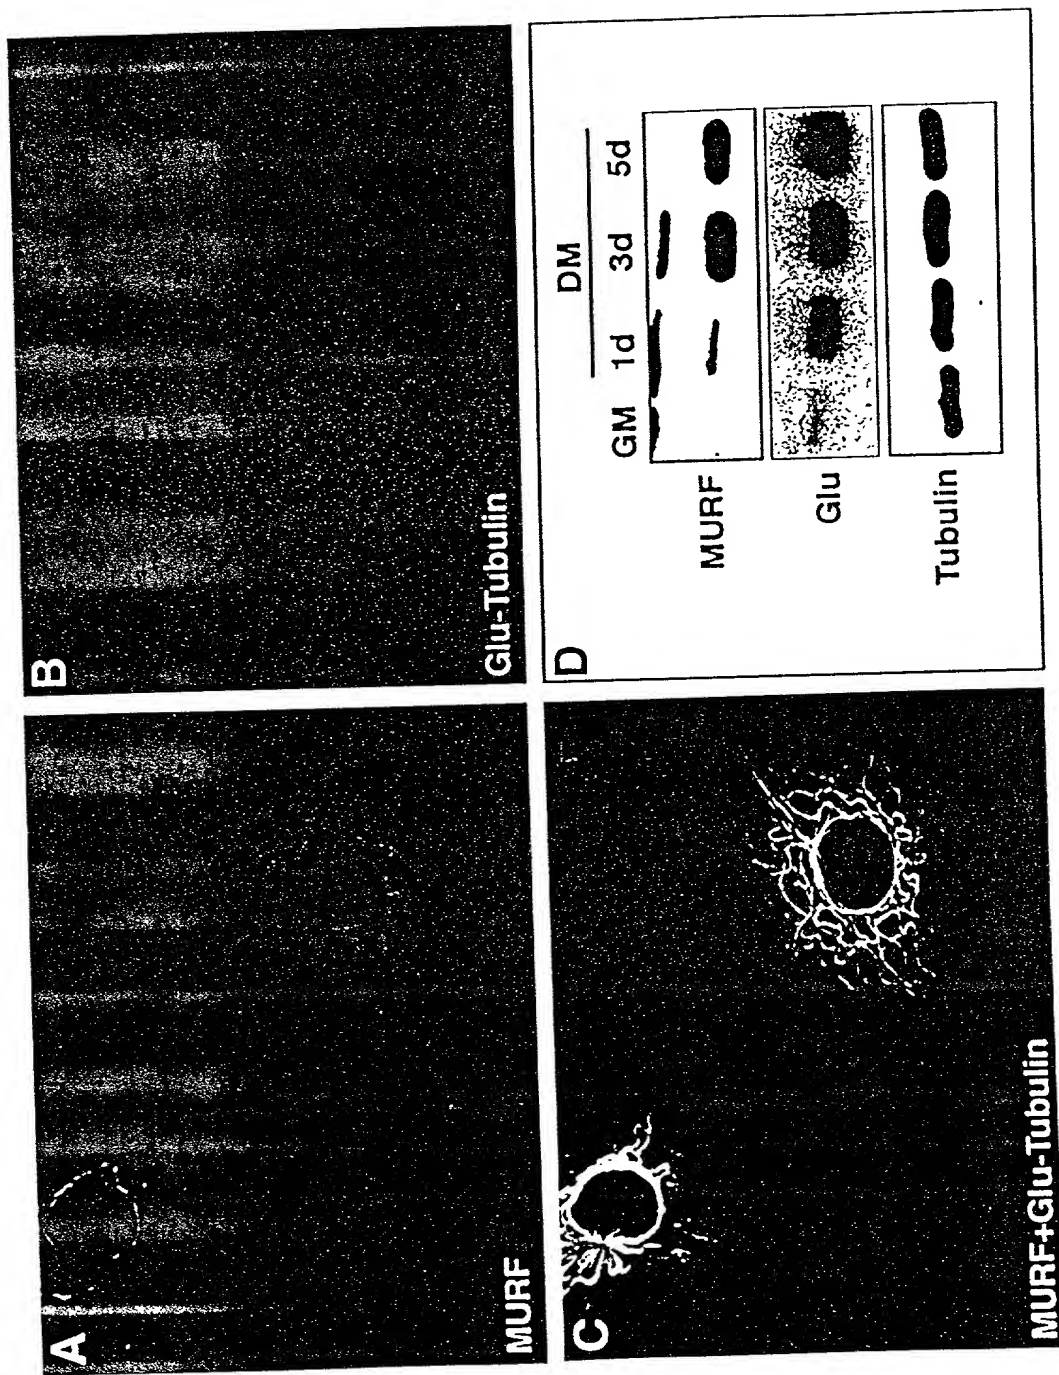 A
MURF
B
Glu-Tubulin
C
MURF+Glu-Tubulin
D
DM
GM 1d 3d 5d
MURF
Glu
Tubulin